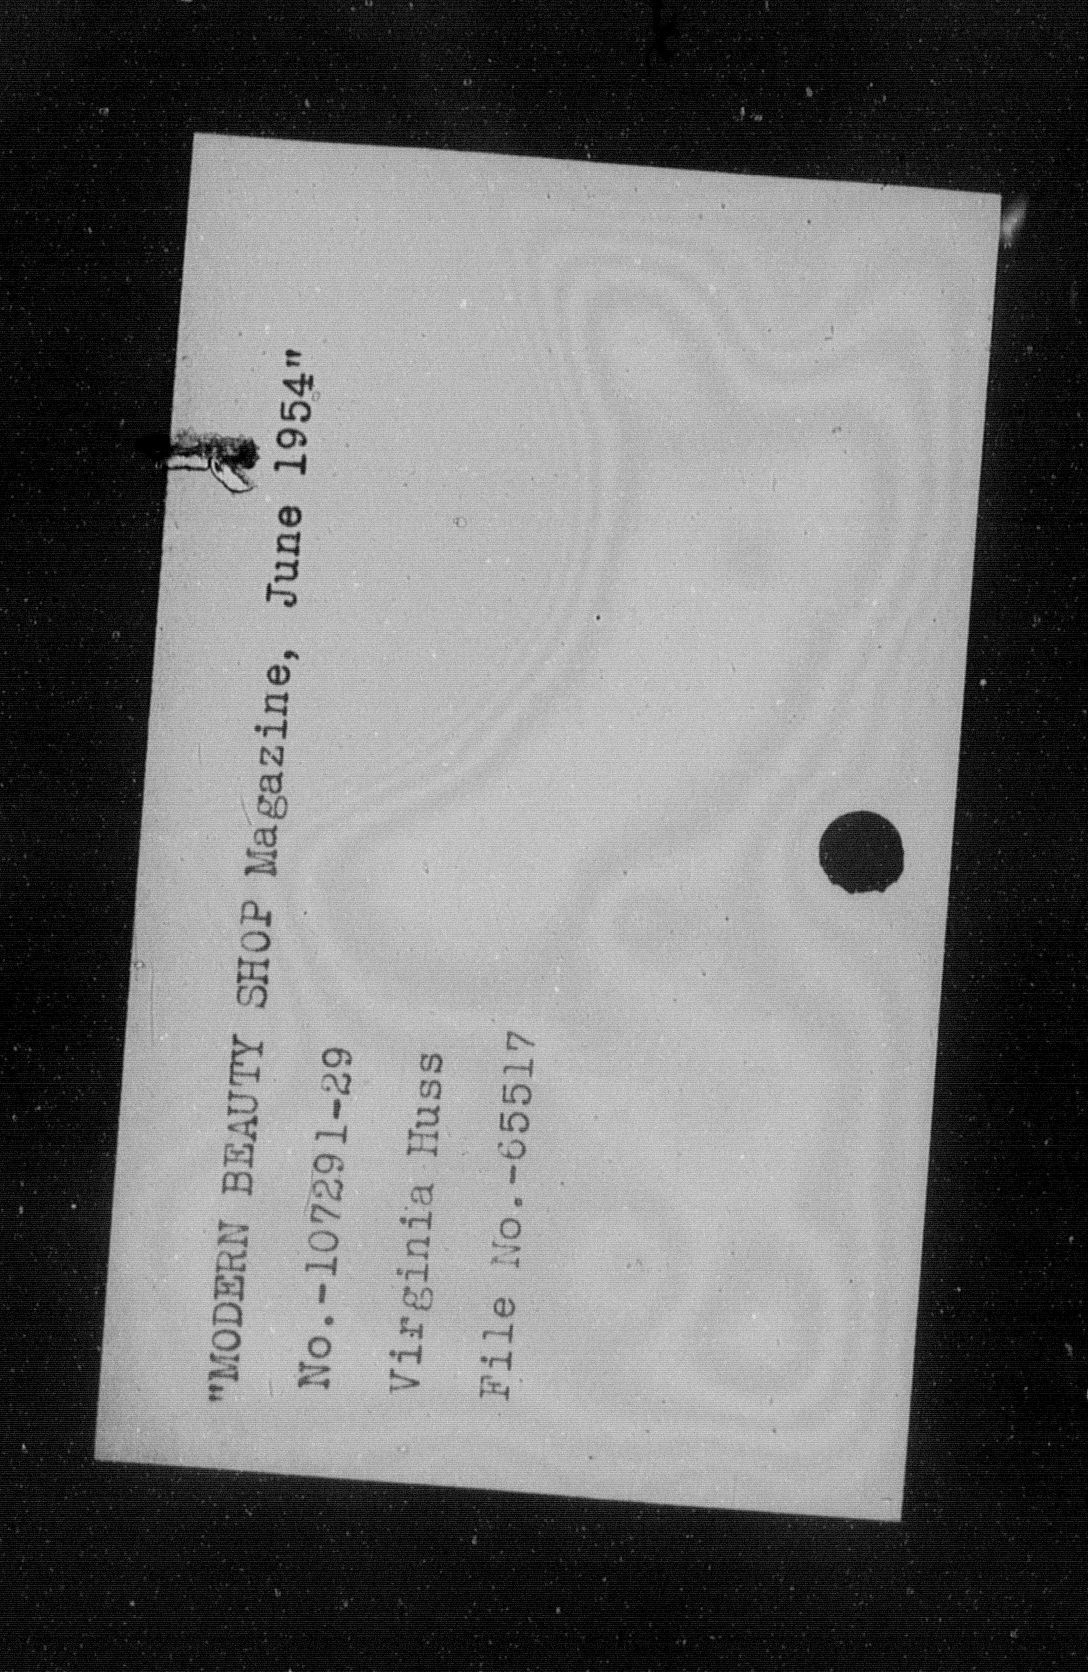 "MODERN BEAUTY SHOP Magazine, June 1954"
No.-107291-29
Virginia Huss
File No.-65517